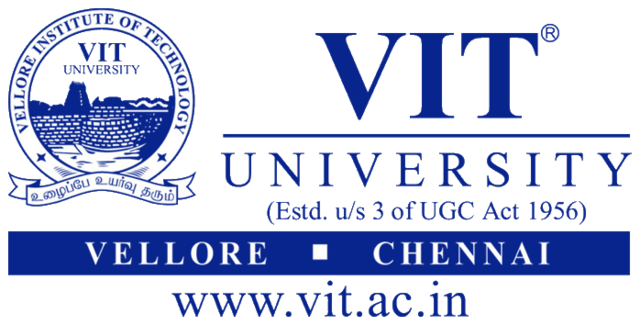 VELLORE INSTITUTE OF TECHNOLOGY
VIT
UNIVERSITY
உழைப்பே உயர்வு தரும்
VIT®
UNIVERSITY
(Estd. u/s 3 of UGC Act 1956)
VELLORE ■ CHENNAI
www.vit.ac.in